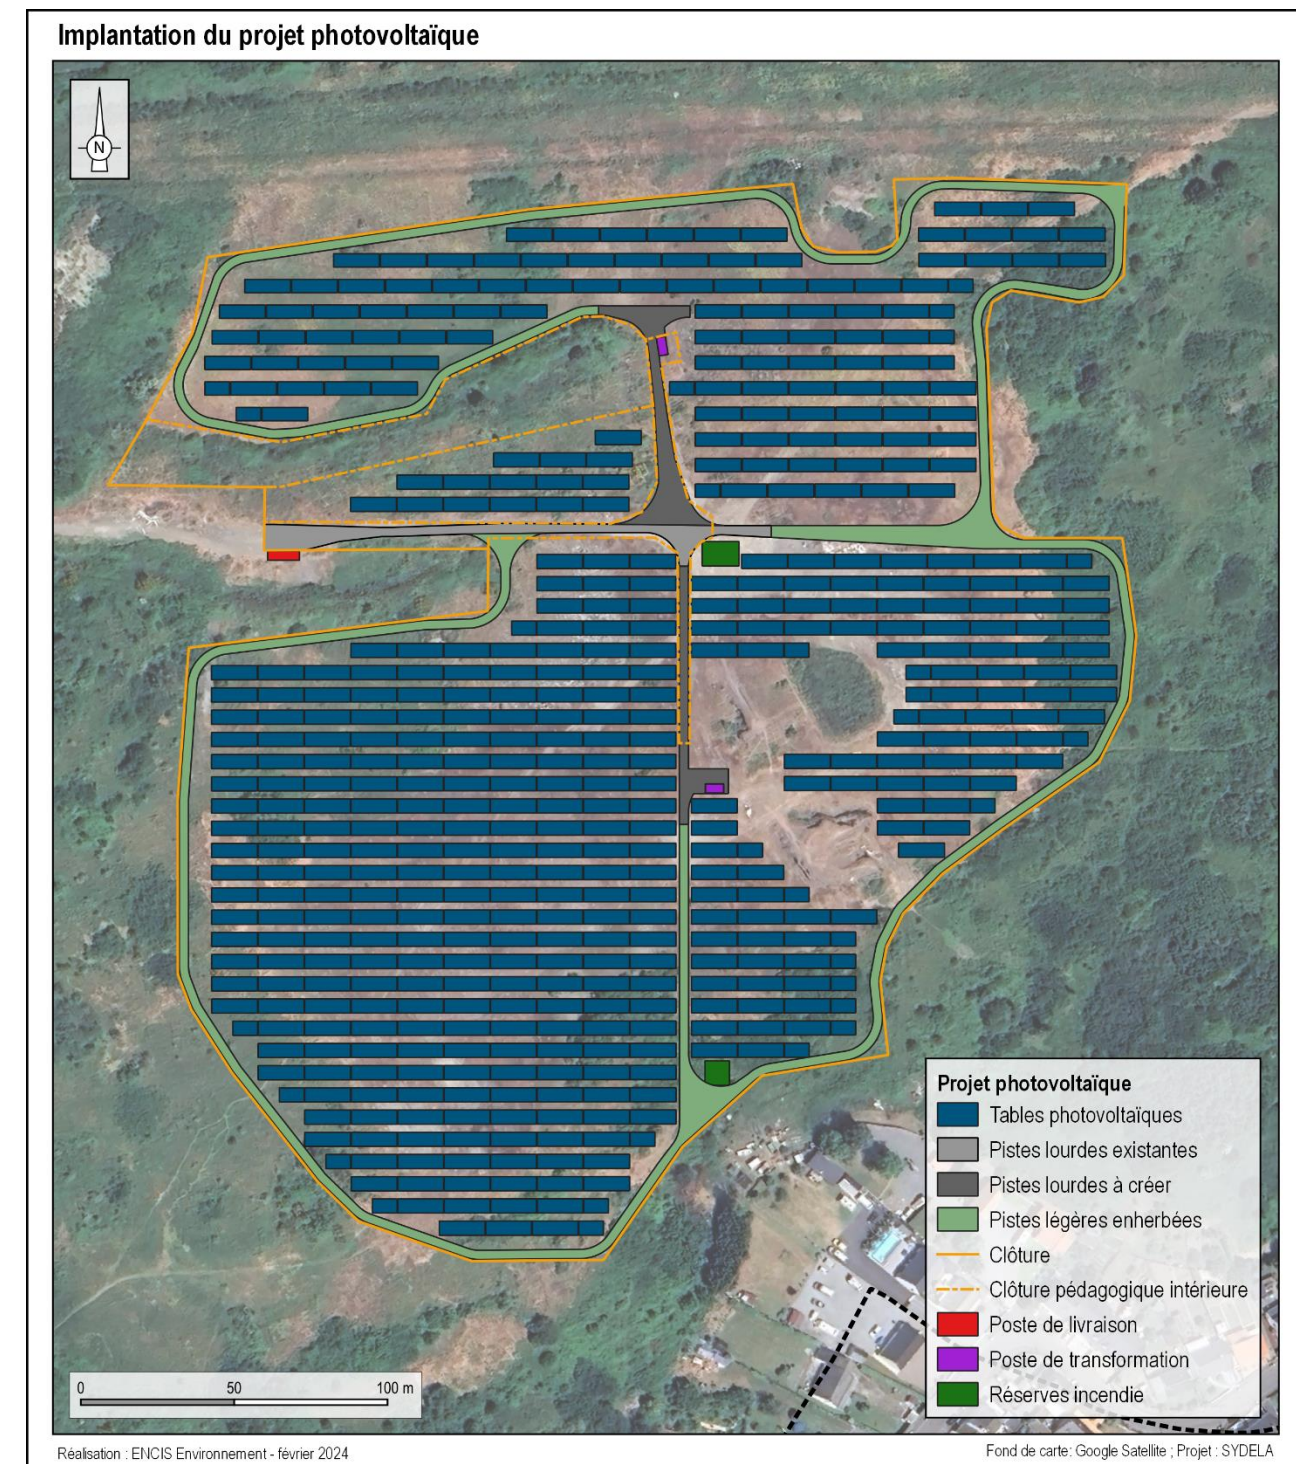 Implantation du projet photovoltaïque
N
Projet photovoltaïque
Tables photovoltaïques
Pistes lourdes existantes
Pistes lourdes à créer
Pistes légères enherbées
Clôture
Clôture pédagogique intérieure
Poste de livraison
Poste de transformation
Réserves incendie
0 50 100 m
Réalisation : ENCIS Environnement - février 2024
Fond de carte: Google Satellite ; Projet : SYDELA